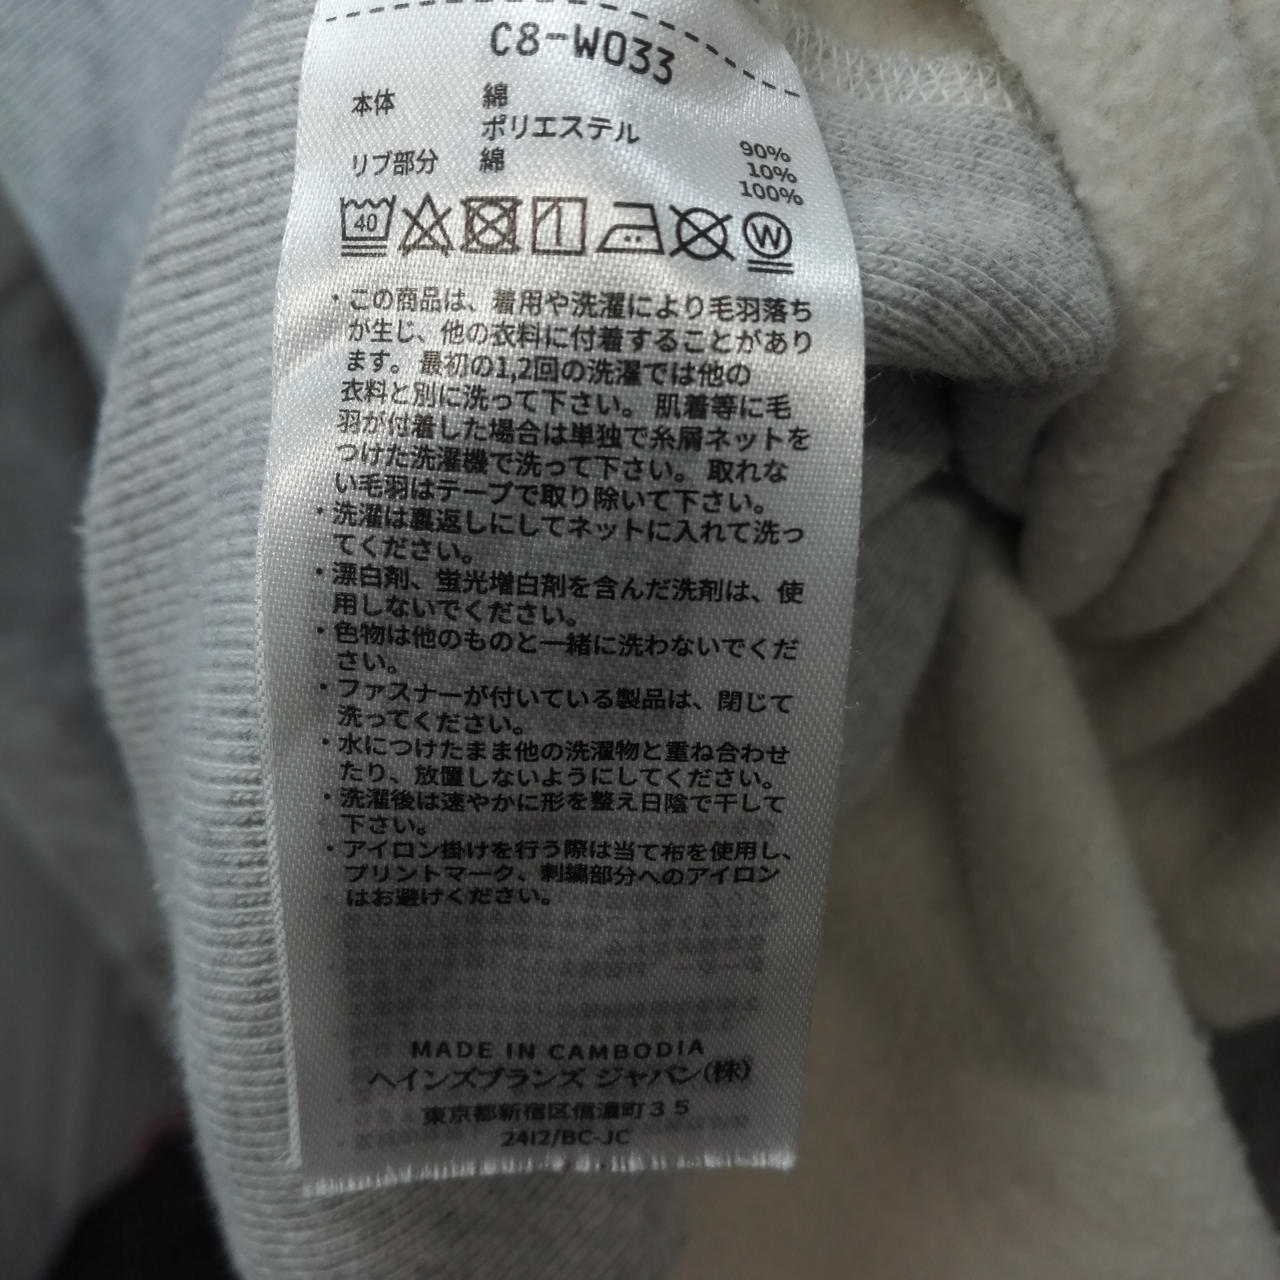 C8-W033
本体 綿 90%
ポリエステル 10%
リブ部分 綿 100%
40
W
・この商品は、着用や洗濯により毛羽落ち
が生じ、他の衣料に付着することがあり
ます。最初の1,2回の洗濯では他の
衣料と別に洗って下さい。肌着等に毛
羽が付着した場合は単独で糸屑ネットを
つけた洗濯機で洗って下さい。取れな
い毛羽はテープで取り除いて下さい。
・洗濯は裏返しにしてネットに入れて洗っ
てください。
・漂白剤、蛍光増白剤を含んだ洗剤は、使
用しないでください。
・色物は他のものと一緒に洗わないでくだ
さい。
・ファスナーが付いている製品は、閉じて
洗ってください。
・水につけたまま他の洗濯物と重ね合わせ
たり、放置しないようにしてください。
・洗濯後は速やかに形を整え日陰で干して
下さい。
・アイロン掛けを行う際は当て布を使用し、
プリントマーク、刺繍部分へのアイロン
はお避けください。
MADE IN CAMBODIA
ヘインズブランズ ジャパン(株)
東京都新宿区信濃町35
2412/BC-JC